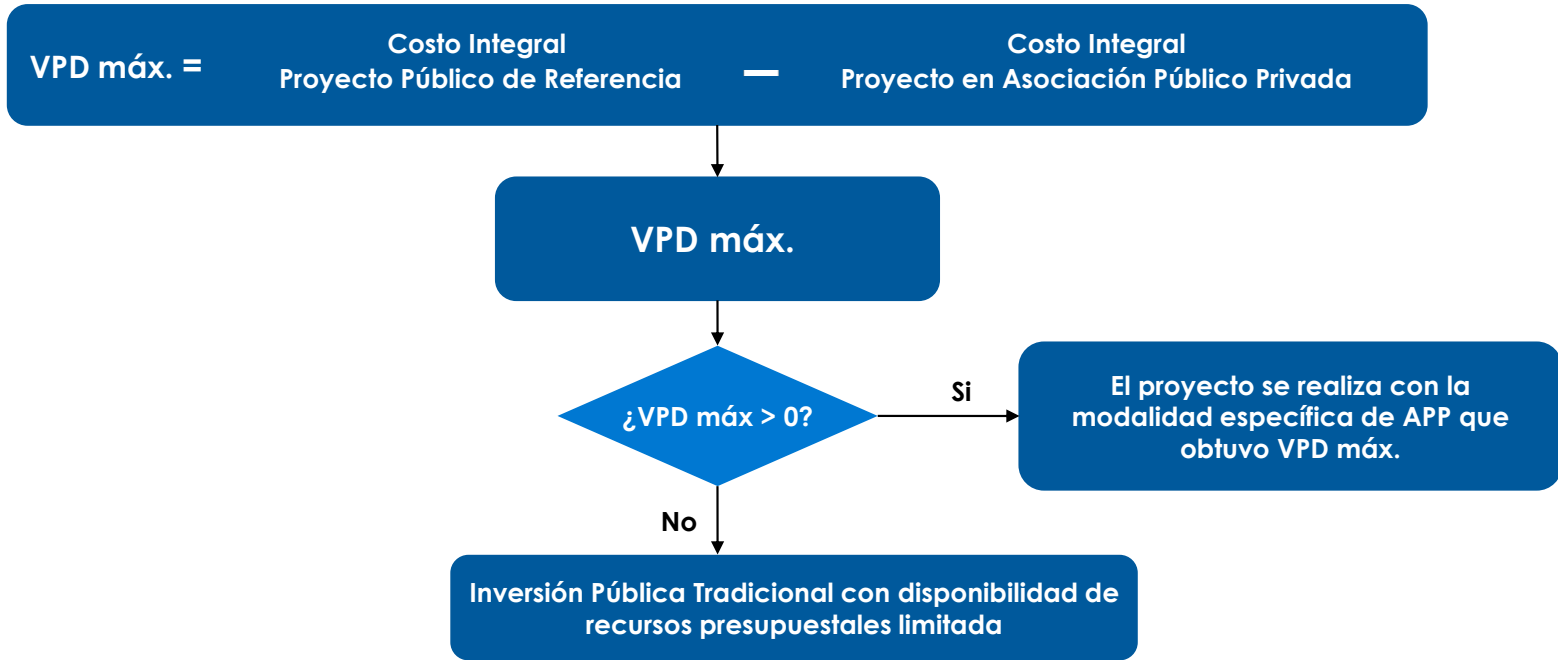 VPD máx. =
Costo Integral
Proyecto Público de Referencia
—
Costo Integral
Proyecto en Asociación Público Privada
VPD máx.
¿VPD máx > 0?
Si
El proyecto se realiza con la
modalidad específica de APP que
obtuvo VPD máx.
No
Inversión Pública Tradicional con disponibilidad de
recursos presupuestales limitada